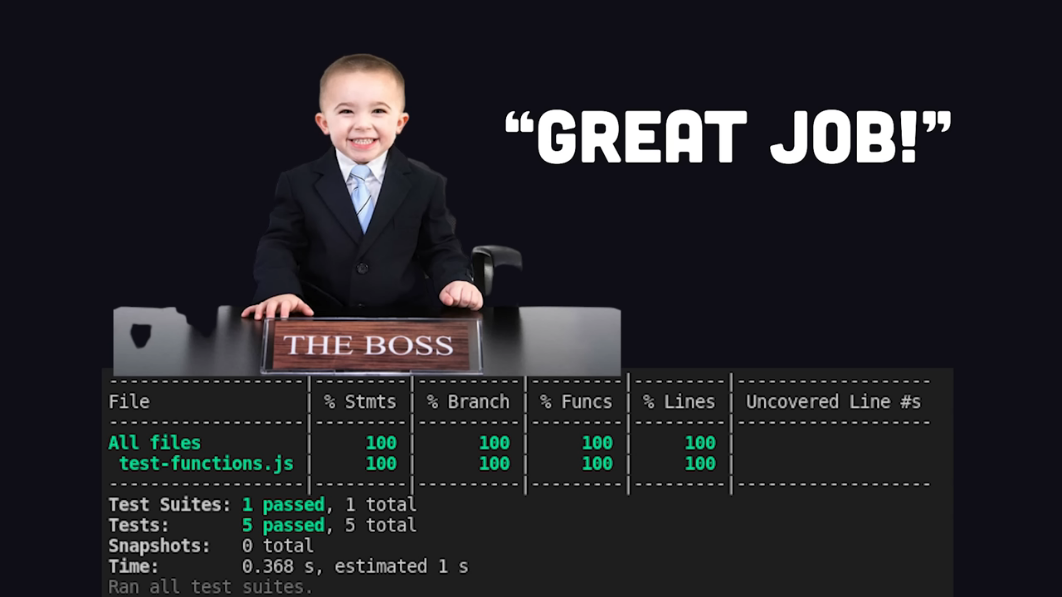 “GREAT JOB!”
THE BOSS
-------------------|----------|----------|---------|---------|-------------------
File | % Stmts | % Branch | % Funcs | % Lines | Uncovered Line #s
-------------------|----------|----------|---------|---------|-------------------
All files | 100 | 100 | 100 | 100 |
test-functions.js | 100 | 100 | 100 | 100 |
-------------------|----------|----------|---------|---------|-------------------
Test Suites: 1 passed, 1 total
Tests: 5 passed, 5 total
Snapshots: 0 total
Time: 0.368 s, estimated 1 s
Ran all test suites.